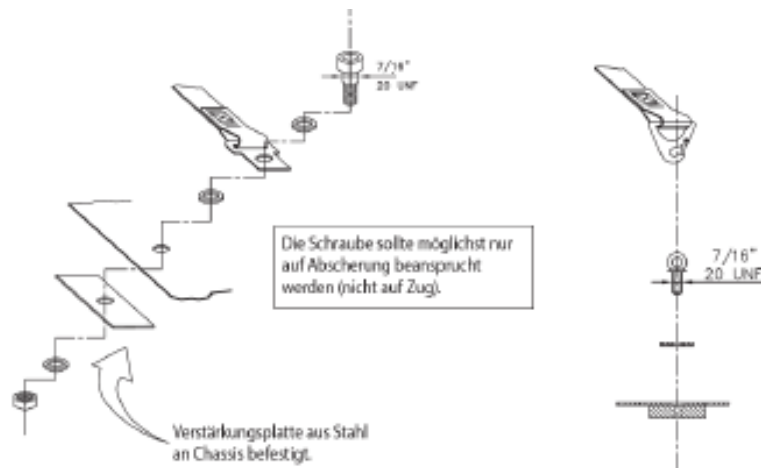 7/16"
20 UNF
Die Schraube sollte möglichst nur
auf Abscherung beansprucht
werden (nicht auf Zug).
7/16"
20 UNF
Verstärkungsplatte aus Stahl
an Chassis befestigt.